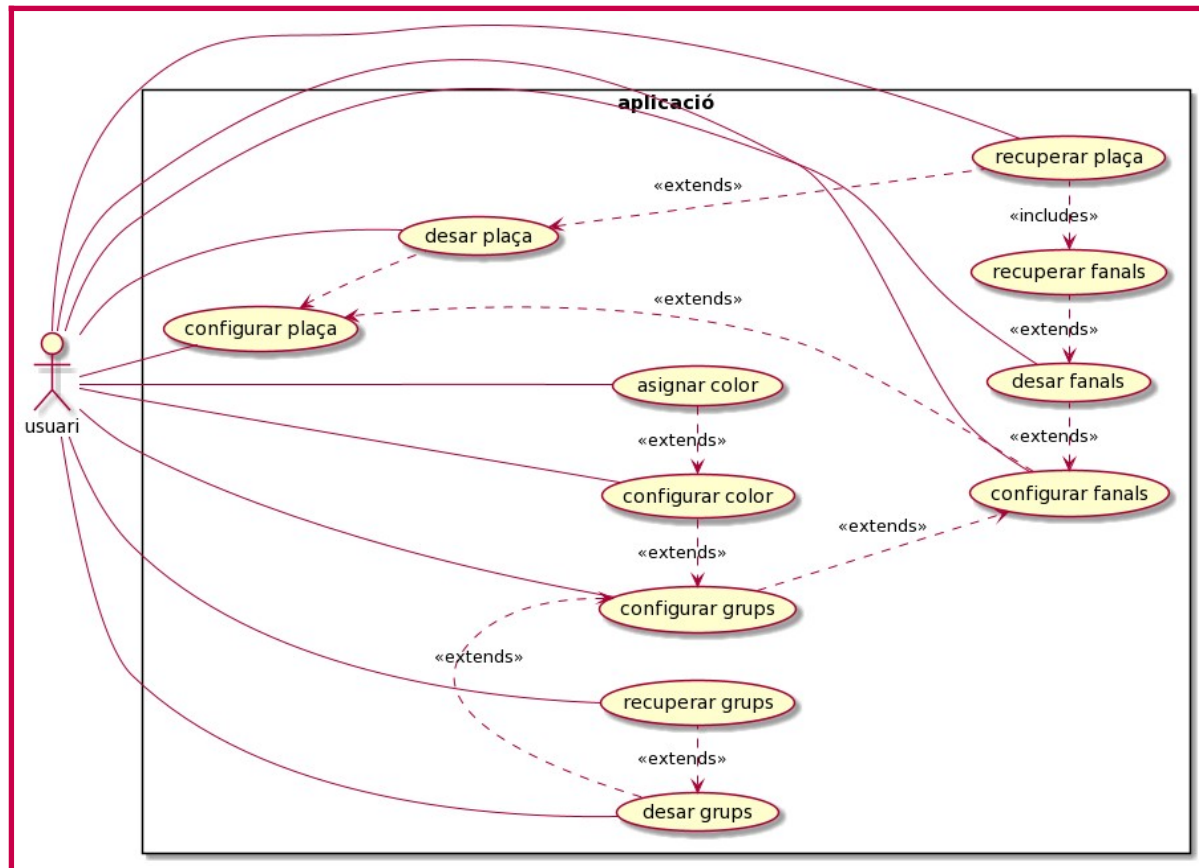 aplicació
recuperar plaça
«extends»
«includes»
desar plaça
recuperar fanals
«extends»
configurar plaça
«extends»
asignar color
desar fanals
usuari
«extends»
«extends»
configurar color
configurar fanals
«extends»
«extends»
configurar grups
«extends»
recuperar grups
«extends»
desar grups